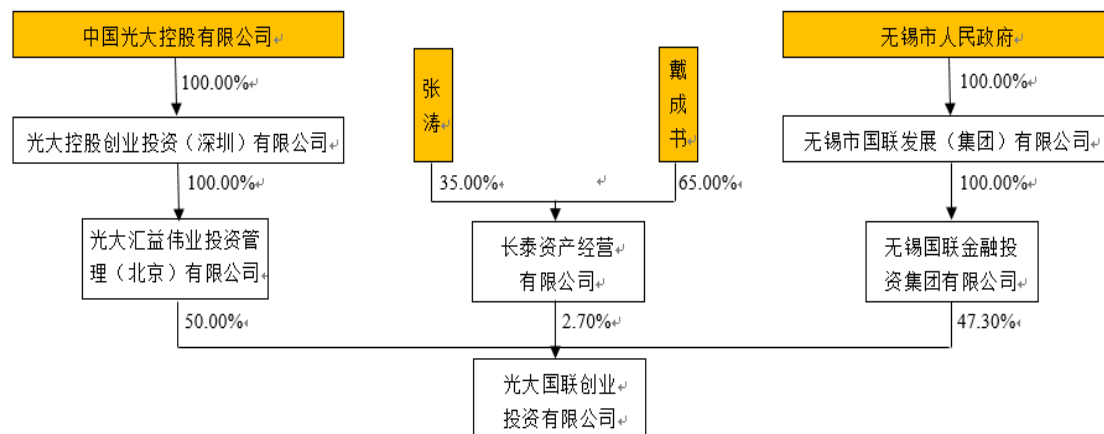 中国光大控股有限公司
无锡市人民政府
张涛
戴成书
100.00%
100.00%
光大控股创业投资（深圳）有限公司
无锡市国联发展（集团）有限公司
100.00%
35.00%
65.00%
100.00%
光大汇益伟业投资管
理（北京）有限公司
长泰资产经营
有限公司
无锡国联金融投
资集团有限公司
50.00%
2.70%
47.30%
光大国联创业
投资有限公司